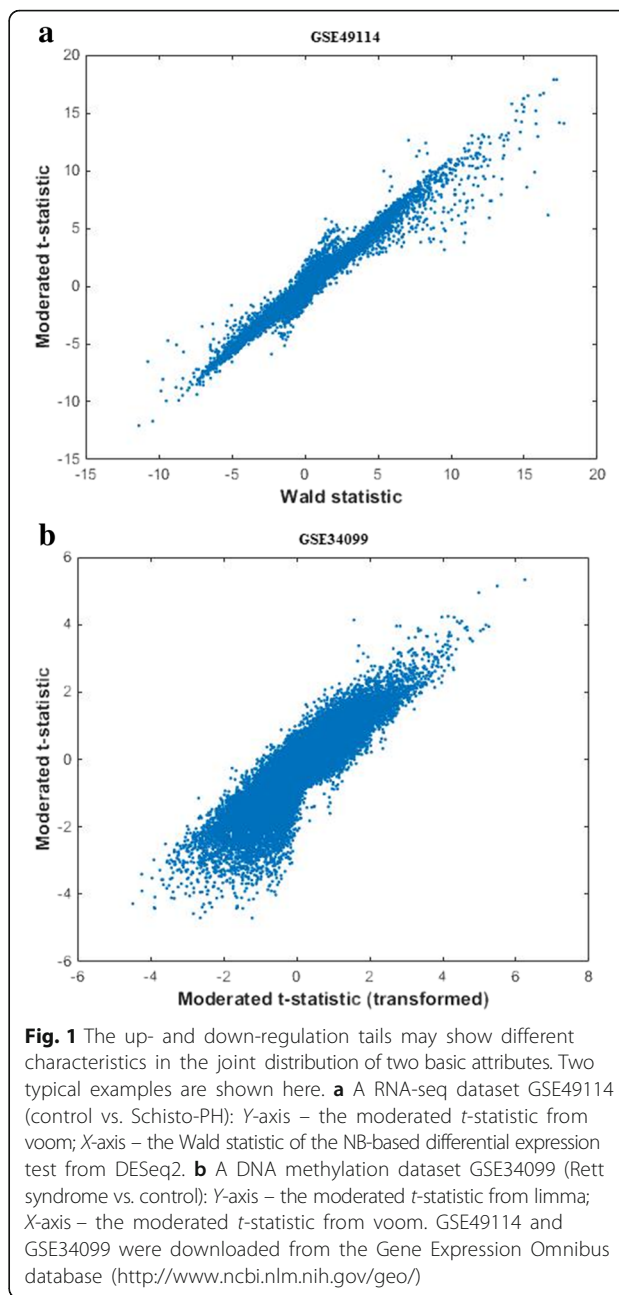 a
GSE49114
20
15
10
5
0
-5
-10
-15
Moderated t-statistic
-15 -10 -5 0 5 10 15 20
Wald statistic
b
GSE34099
6
4
2
0
-2
-4
-6
Moderated t-statistic
-6 -4 -2 0 2 4 6 8
Moderated t-statistic (transformed)
Fig. 1 The up- and down-regulation tails may show different
characteristics in the joint distribution of two basic attributes. Two
typical examples are shown here. a A RNA-seq dataset GSE49114
(control vs. Schisto-PH): Y-axis – the moderated t-statistic from
voom; X-axis – the Wald statistic of the NB-based differential expression
test from DESeq2. b A DNA methylation dataset GSE34099 (Rett
syndrome vs. control): Y-axis – the moderated t-statistic from limma;
X-axis – the moderated t-statistic from voom. GSE49114 and
GSE34099 were downloaded from the Gene Expression Omnibus
database (http://www.ncbi.nlm.nih.gov/geo/)